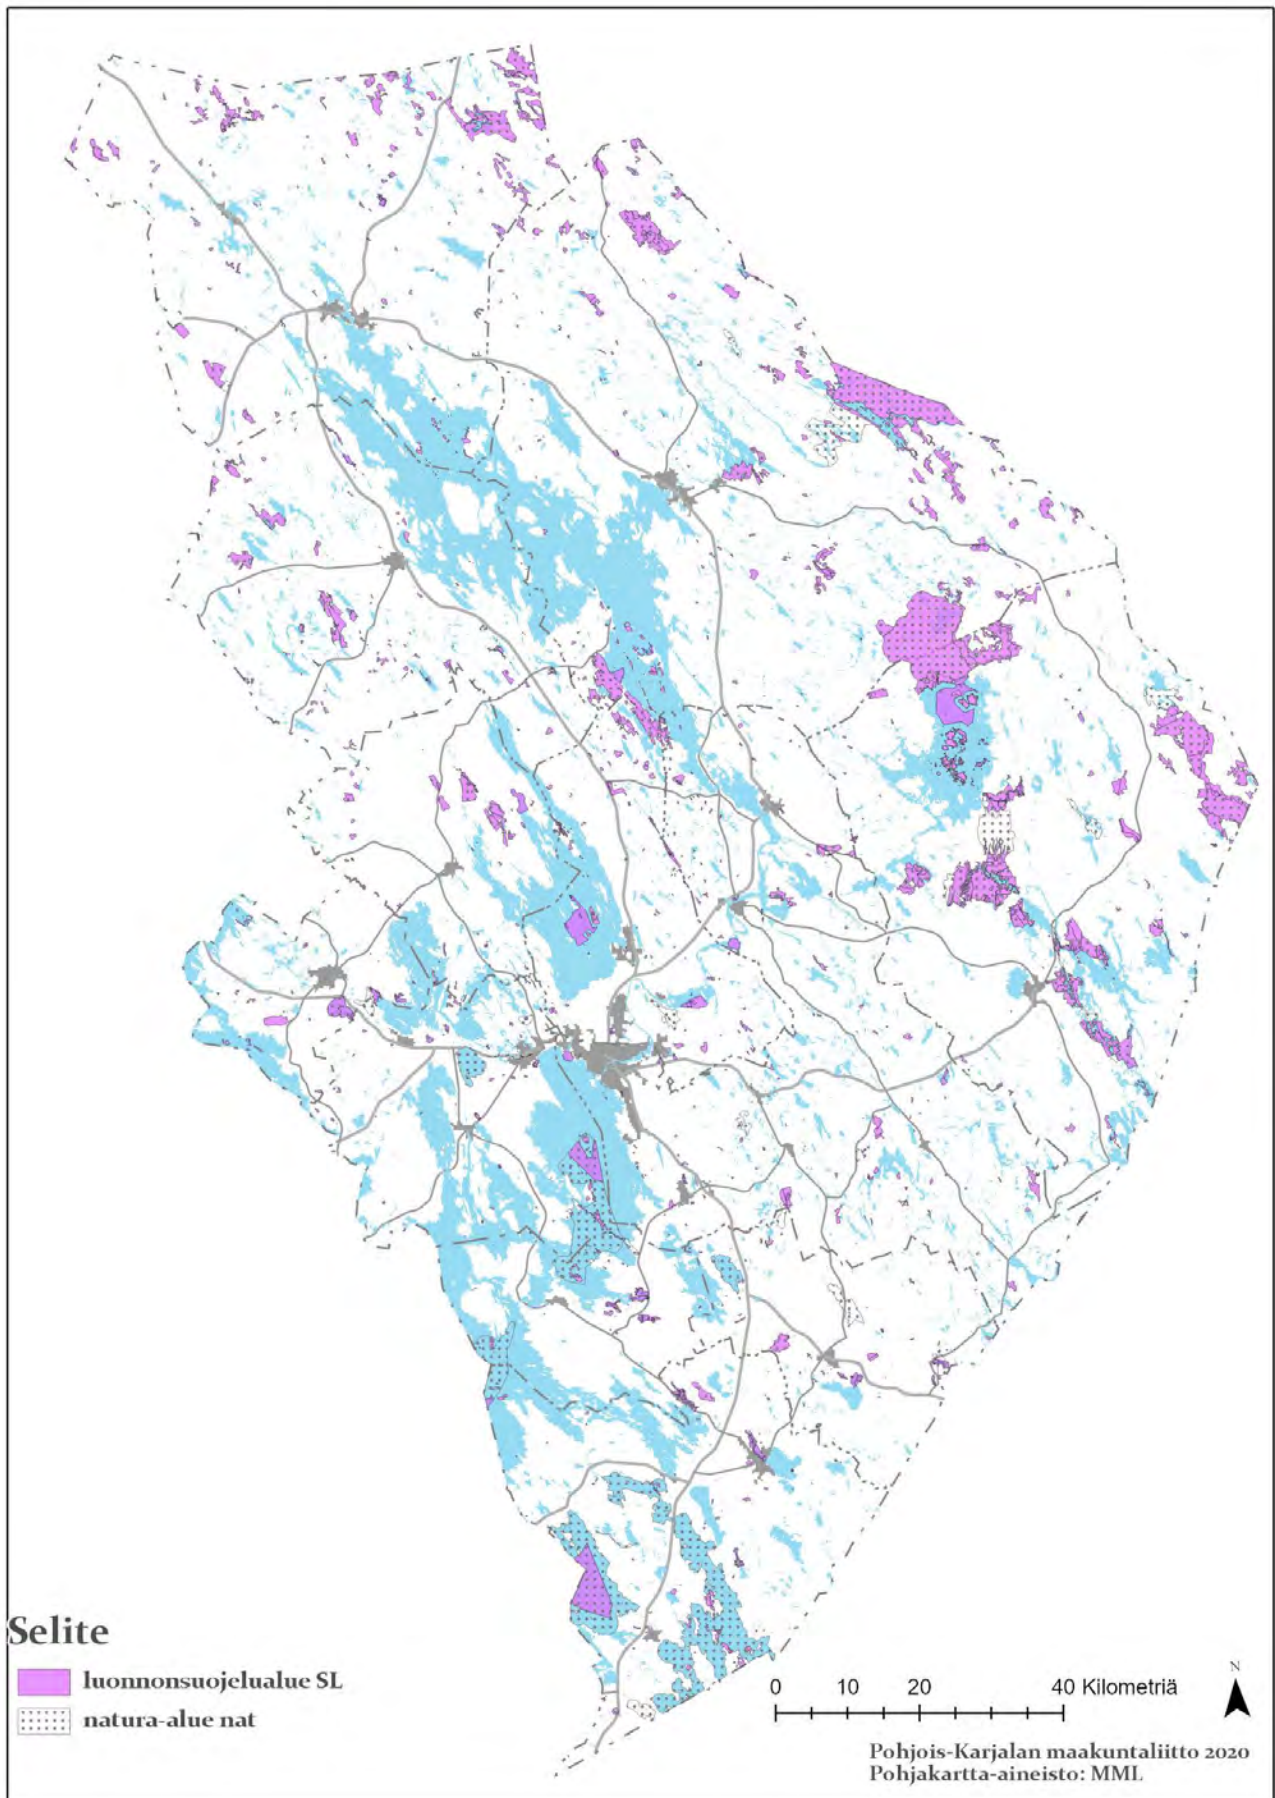 Selite
luonnonsuojelualue SL
natura-alue nat
0 10 20 40 Kilometriä
N
Pohjois-Karjalan maakuntaliitto 2020
Pohjakartta-aineisto: MML